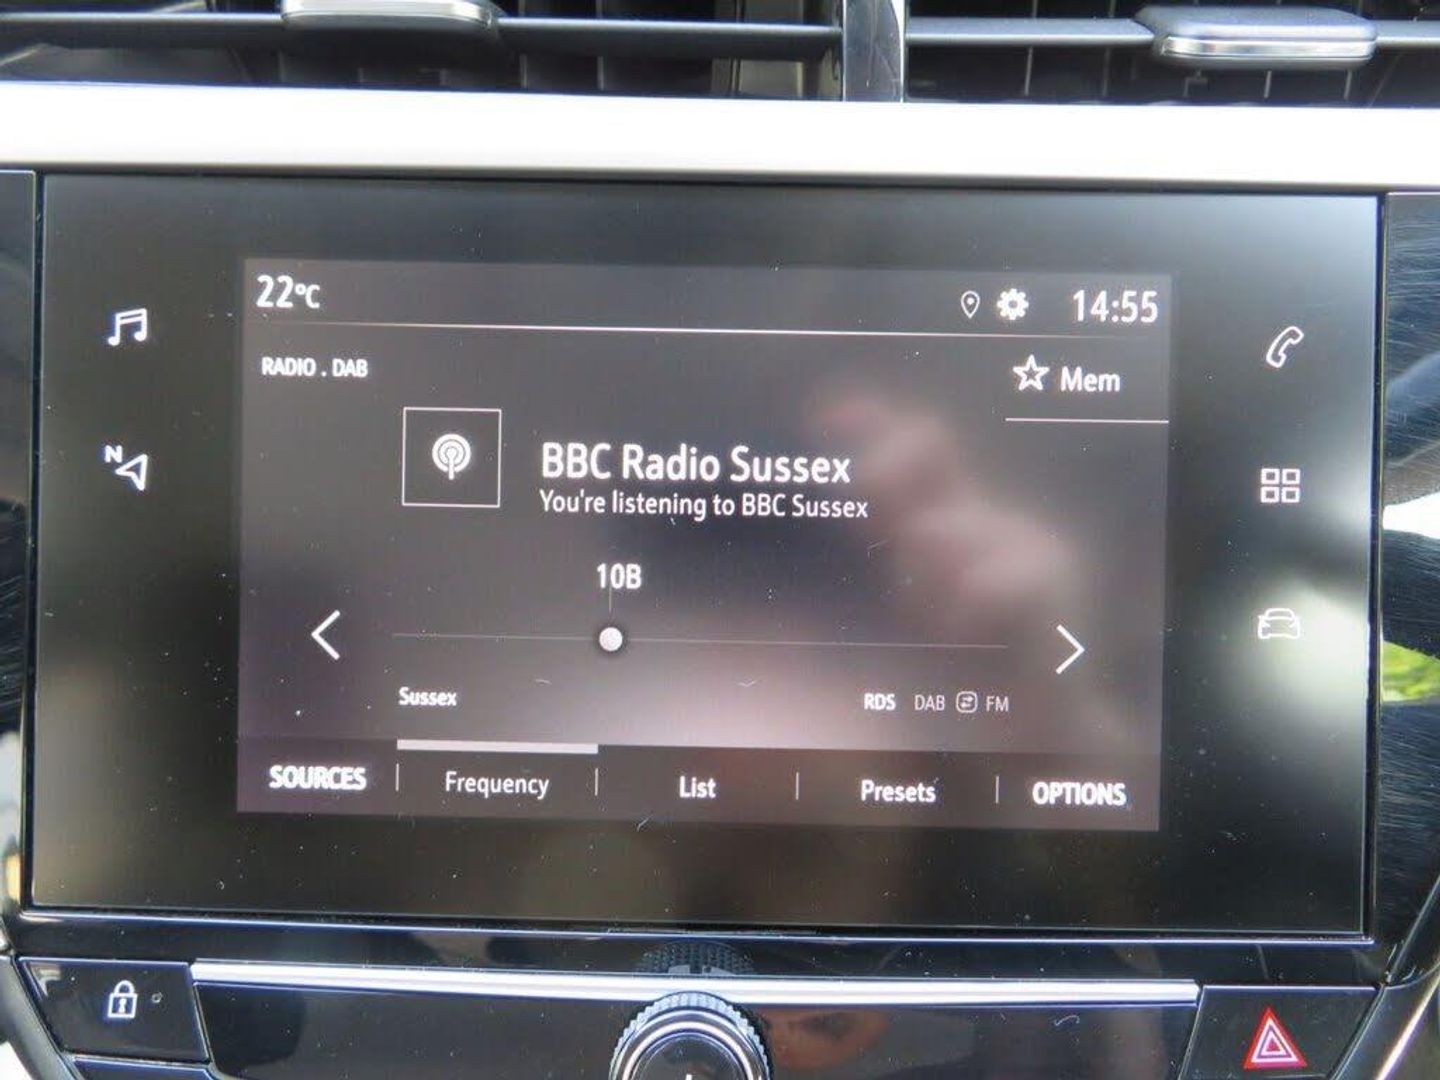 22°C 14:55
RADIO . DAB
Mem
BBC Radio Sussex
You're listening to BBC Sussex
N
10B
Sussex RDS DAB FM
SOURCES Frequency List Presets OPTIONS